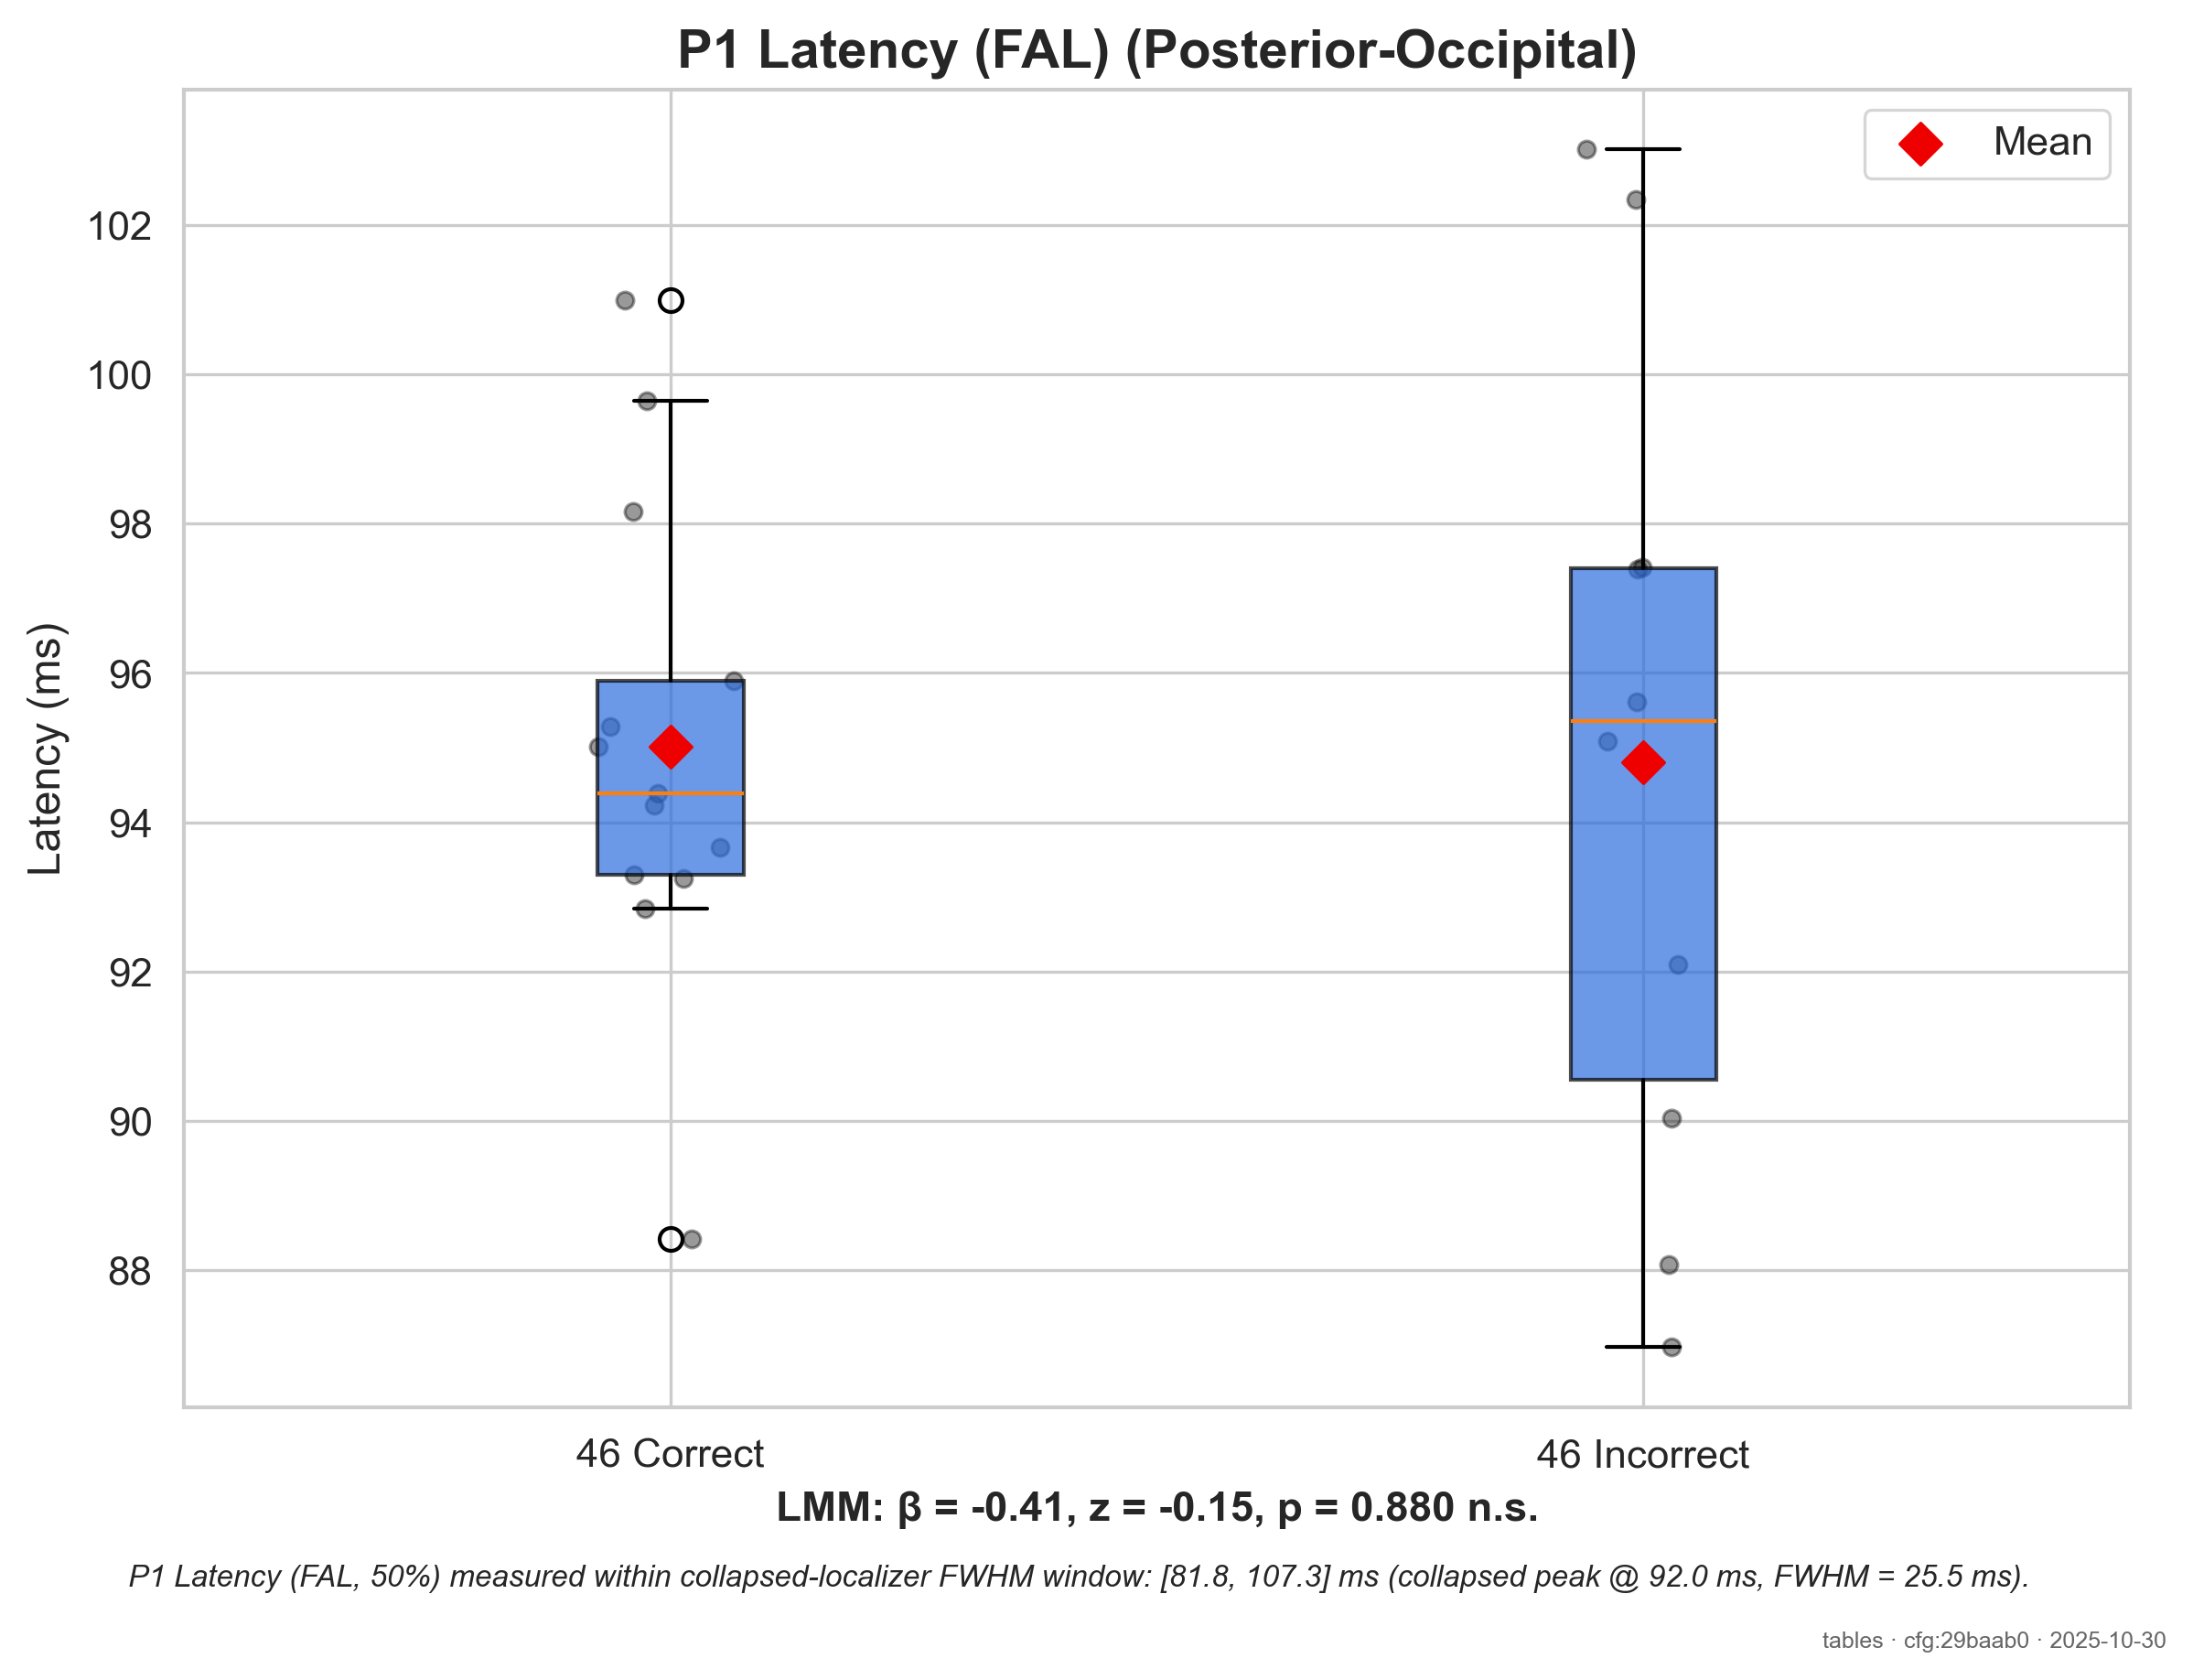 P1 Latency (FAL) (Posterior-Occipital)
Mean
Latency (ms)
102
100
98
96
94
92
90
88
46 Correct
46 Incorrect
LMM: β = -0.41, z = -0.15, p = 0.880 n.s.
P1 Latency (FAL, 50%) measured within collapsed-localizer FWHM window: [81.8, 107.3] ms (collapsed peak @ 92.0 ms, FWHM = 25.5 ms).
tables · cfg:29baab0 · 2025-10-30